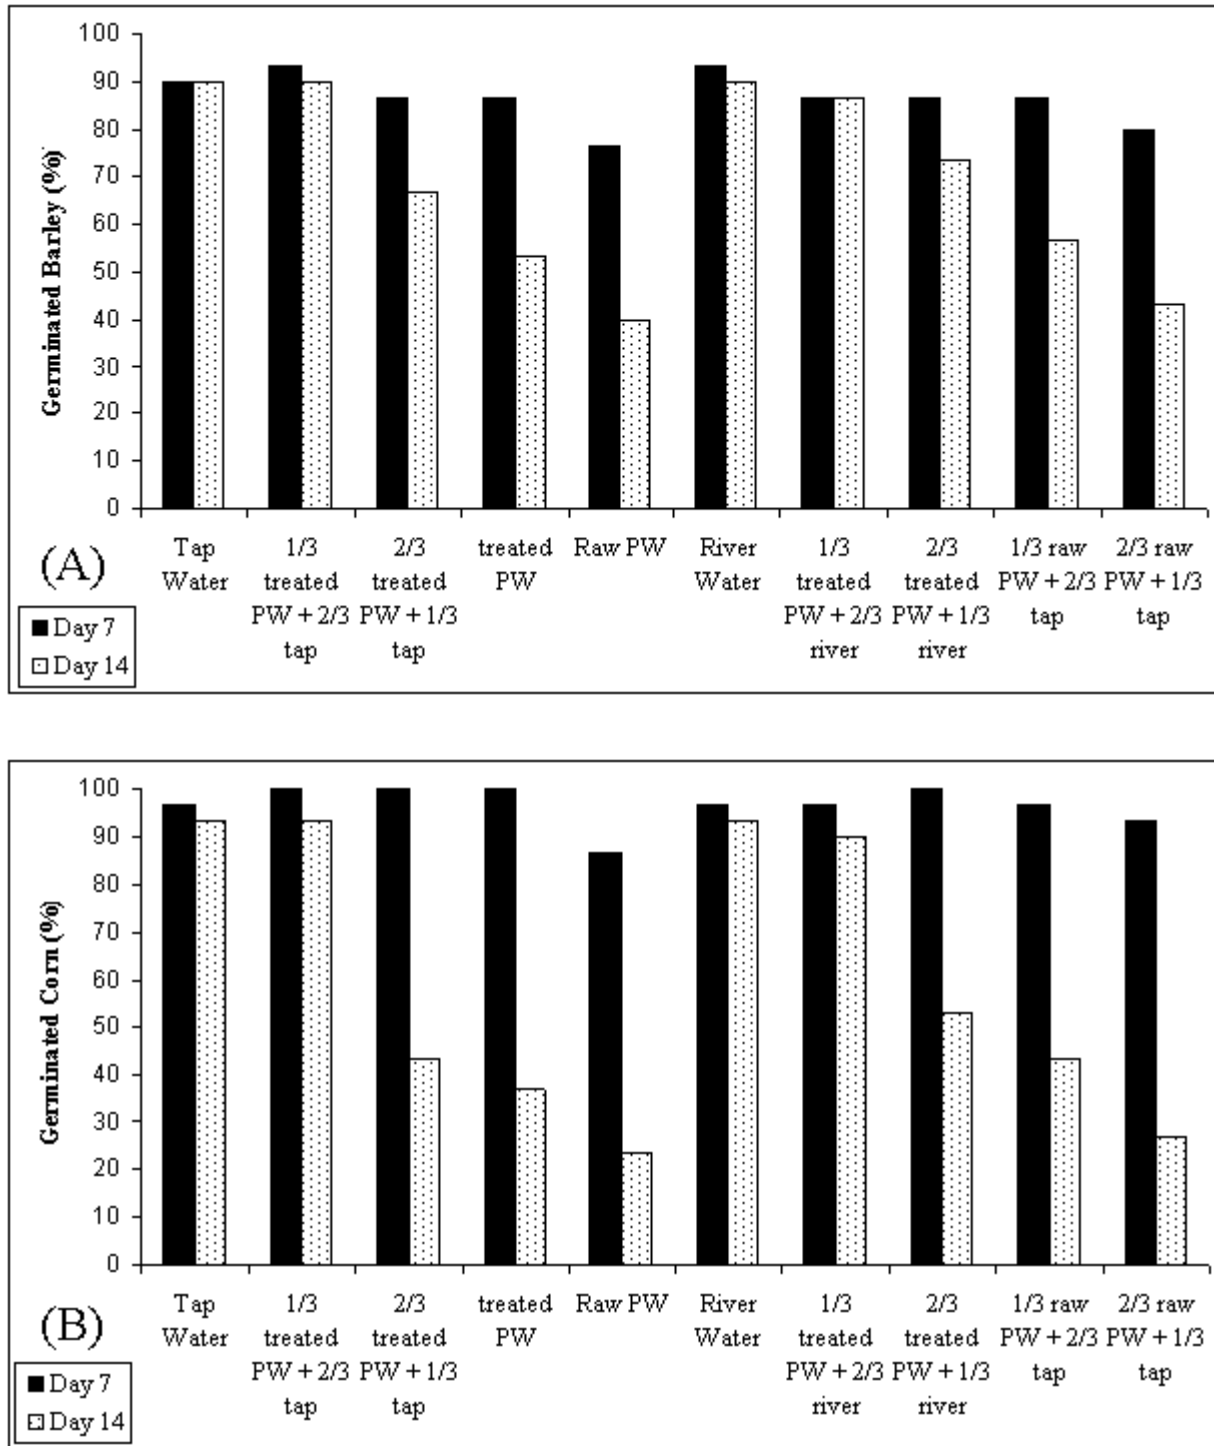 100
90
80
70
60
50
40
30
20
10
0
Germinated Barley (%)
Tap
Water
1/3
treated
PW + 2/3
tap
2/3
treated
PW + 1/3
tap
treated
PW
Raw PW
River
Water
1/3
treated
PW + 2/3
river
2/3
treated
PW + 1/3
river
1/3 raw
PW + 2/3
tap
2/3 raw
PW + 1/3
tap
(A)
Day 7
Day 14
100
90
80
70
60
50
40
30
20
10
0
Germinated Corn (%)
Tap
Water
1/3
treated
PW + 2/3
tap
2/3
treated
PW + 1/3
tap
treated
PW
Raw PW
River
Water
1/3
treated
PW + 2/3
river
2/3
treated
PW + 1/3
river
1/3 raw
PW + 2/3
tap
2/3 raw
PW + 1/3
tap
(B)
Day 7
Day 14